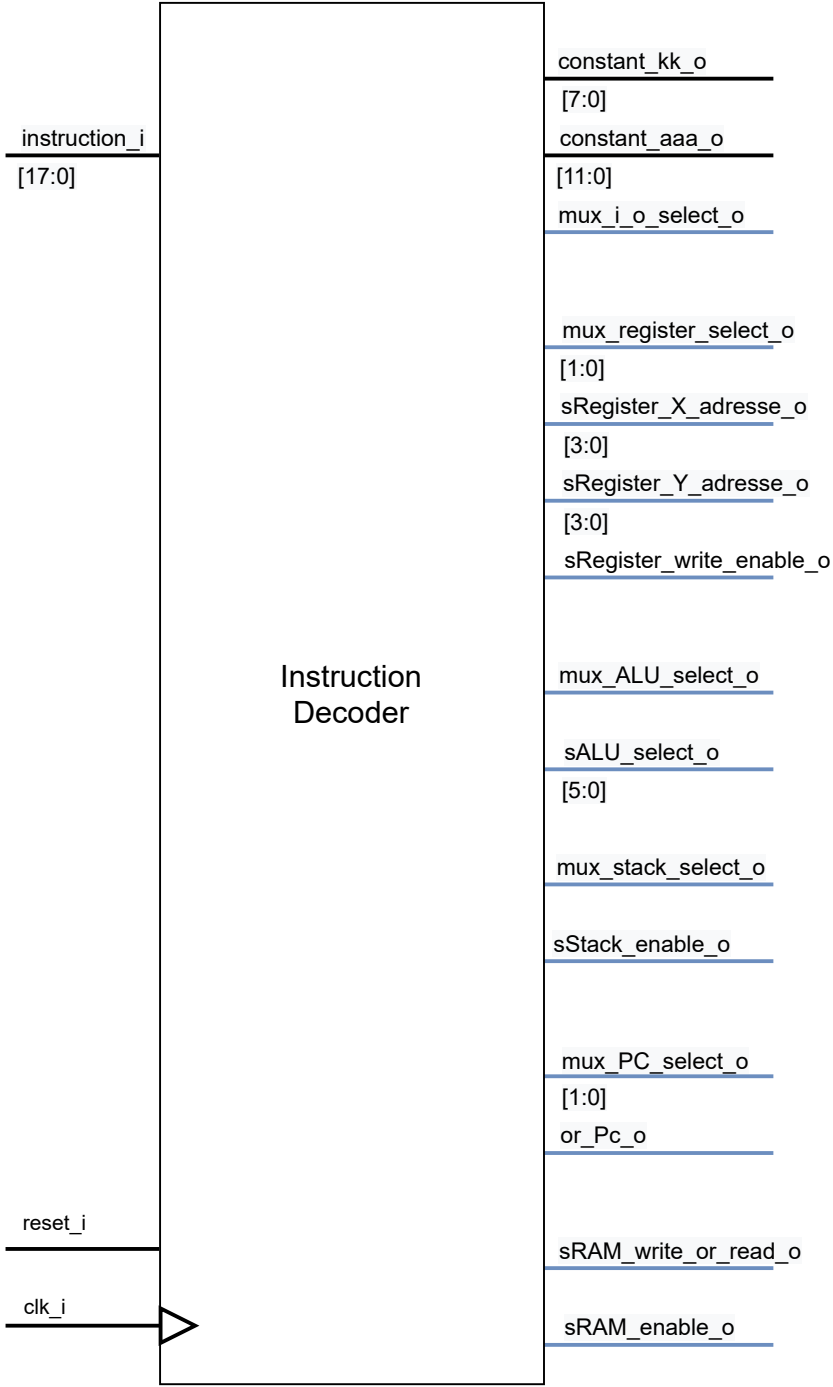 constant_kk_o
[7:0]
instruction_i
constant_aaa_o
[17:0]
[11:0]
mux_i_o_select_o
mux_register_select_o
[1:0]
sRegister_X_adresse_o
[3:0]
sRegister_Y_adresse_o
[3:0]
sRegister_write_enable_o
Instruction
Decoder
mux_ALU_select_o
sALU_select_o
[5:0]
mux_stack_select_o
sStack_enable_o
mux_PC_select_o
[1:0]
or_Pc_o
reset_i
sRAM_write_or_read_o
clk_i
sRAM_enable_o